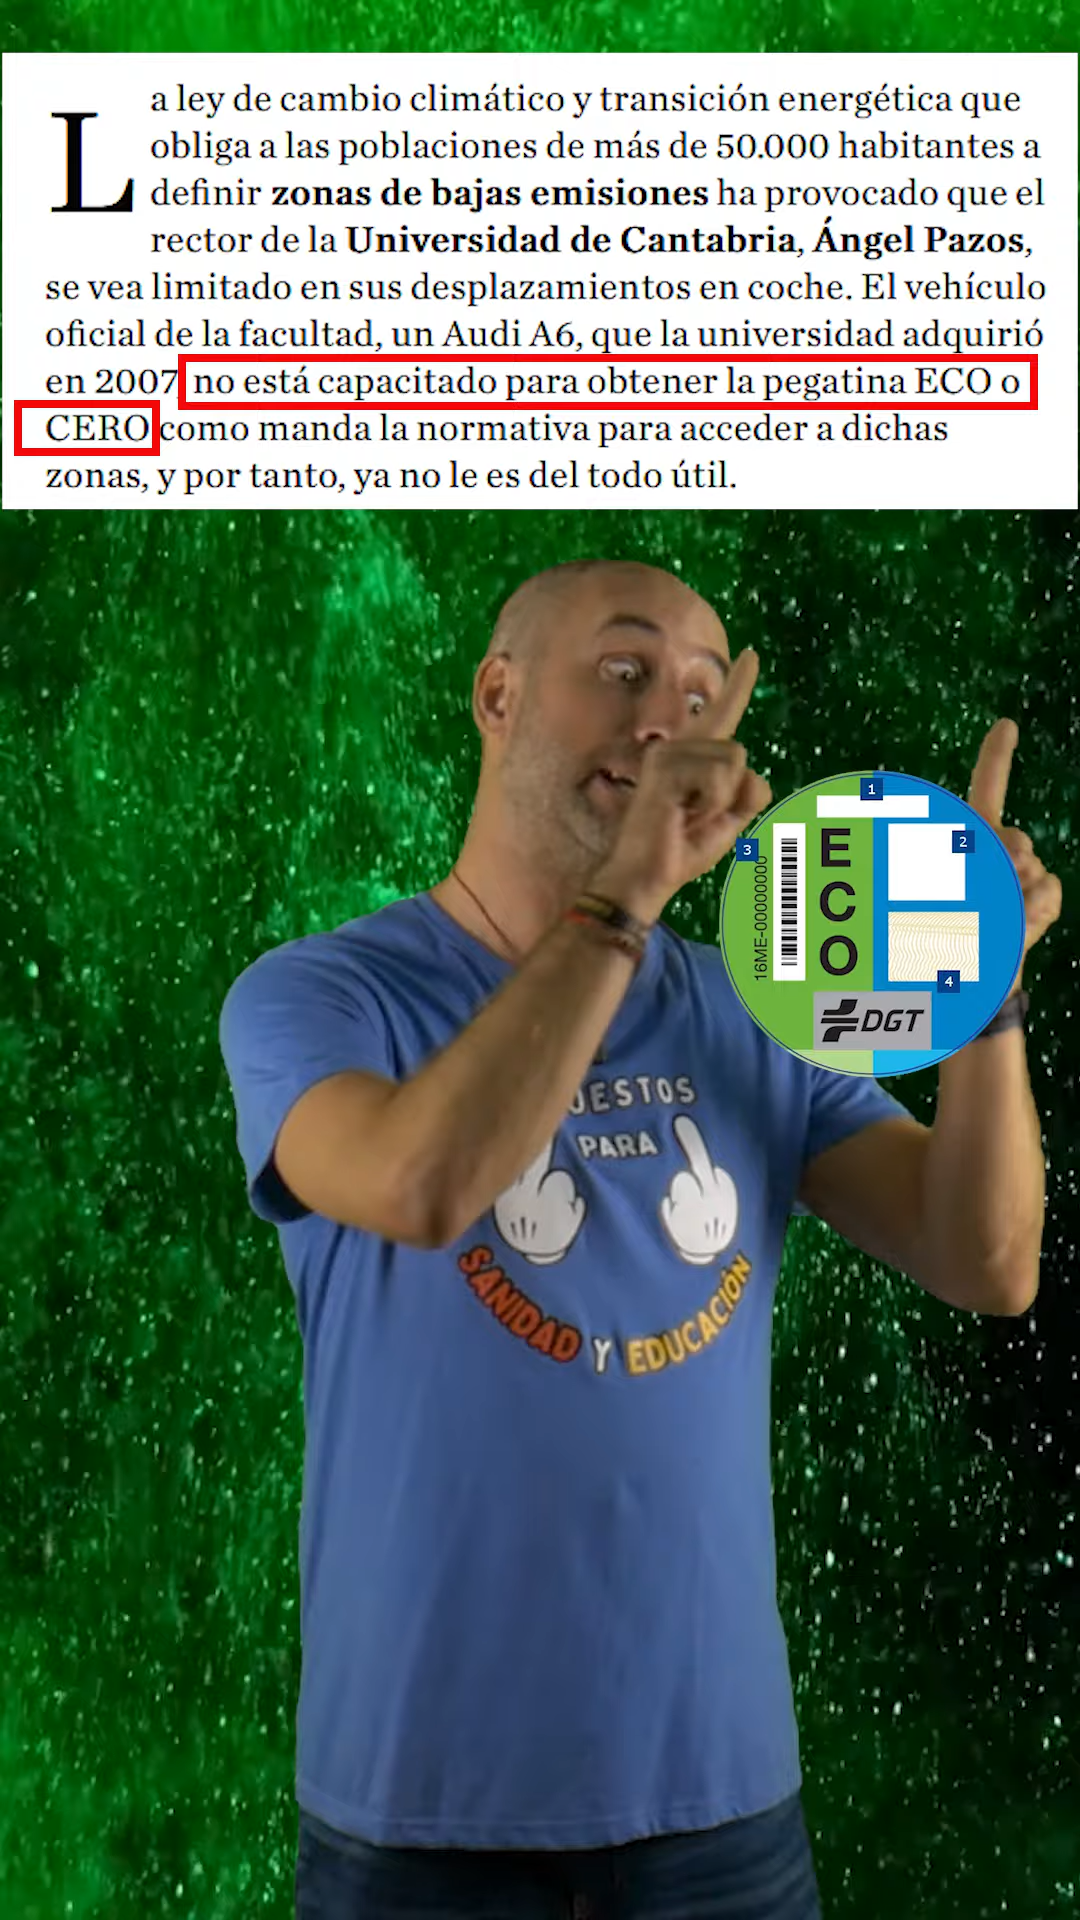 La ley de cambio climático y transición energética que
obliga a las poblaciones de más de 50.000 habitantes a
definir zonas de bajas emisiones ha provocado que el
rector de la Universidad de Cantabria, Ángel Pazos,
se vea limitado en sus desplazamientos en coche. El vehículo
oficial de la facultad, un Audi A6, que la universidad adquirió
en 2007 no está capacitado para obtener la pegatina ECO o
CERO como manda la normativa para acceder a dichas
zonas, y por tanto, ya no le es del todo útil.
1
2
3
16ME-00000000
ECO
4
DGT
PARA
SANIDAD Y EDUCACIÓN